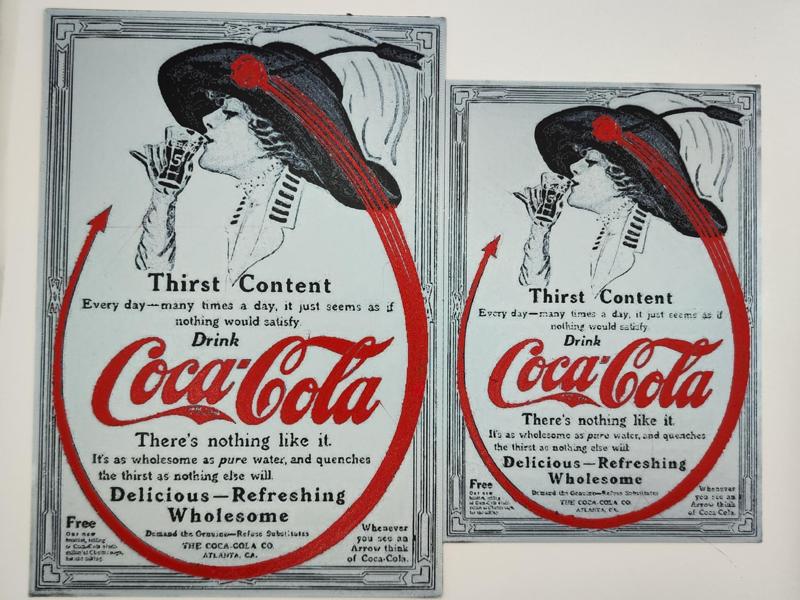 5
Thirst Content
Every day—many times a day, it just seems as if
nothing would satisfy.
Drink
Coca-Cola
There's nothing like it.
It's as wholesome as pure water, and quenches
the thirst as nothing else will.
Delicious—Refreshing
Wholesome
Demand the Genuine—Refuse Substitutes
THE COCA-COLA CO.
ATLANTA, GA.
Free
Our new
Whenever
you see an
Arrow think
of Coca-Cola.
5
Thirst Content
Every day—many times a day, it just seems as if
nothing would satisfy.
Drink
Coca-Cola
There's nothing like it.
It's as wholesome as pure water, and quenches
the thirst as nothing else will.
Delicious—Refreshing
Wholesome
Demand the Genuine—Refuse Substitutes
THE COCA-COLA CO.
ATLANTA, GA.
Free
Our new
Whenever
you see an
Arrow think
of Coca-Cola.